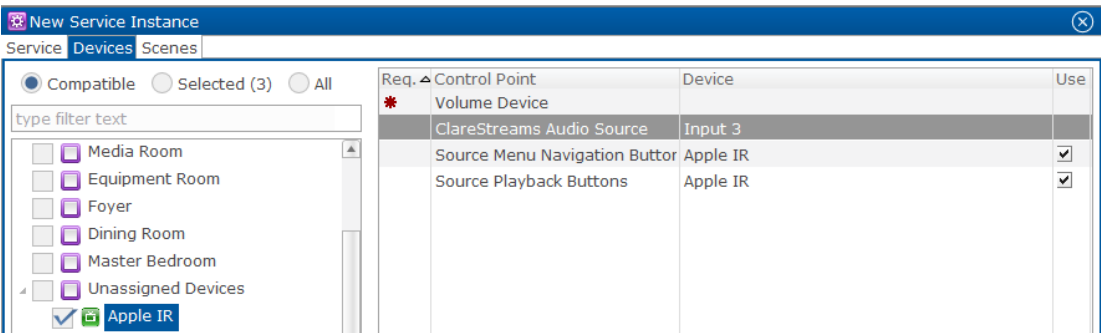 New Service Instance
Service Devices Scenes
Compatible Selected (3) All
type filter text
Media Room
Equipment Room
Foyer
Dining Room
Master Bedroom
Unassigned Devices
Apple IR
Req. Control Point Device Use
* Volume Device
ClareStreams Audio Source Input 3
Source Menu Navigation Buttor Apple IR
Source Playback Buttons Apple IR